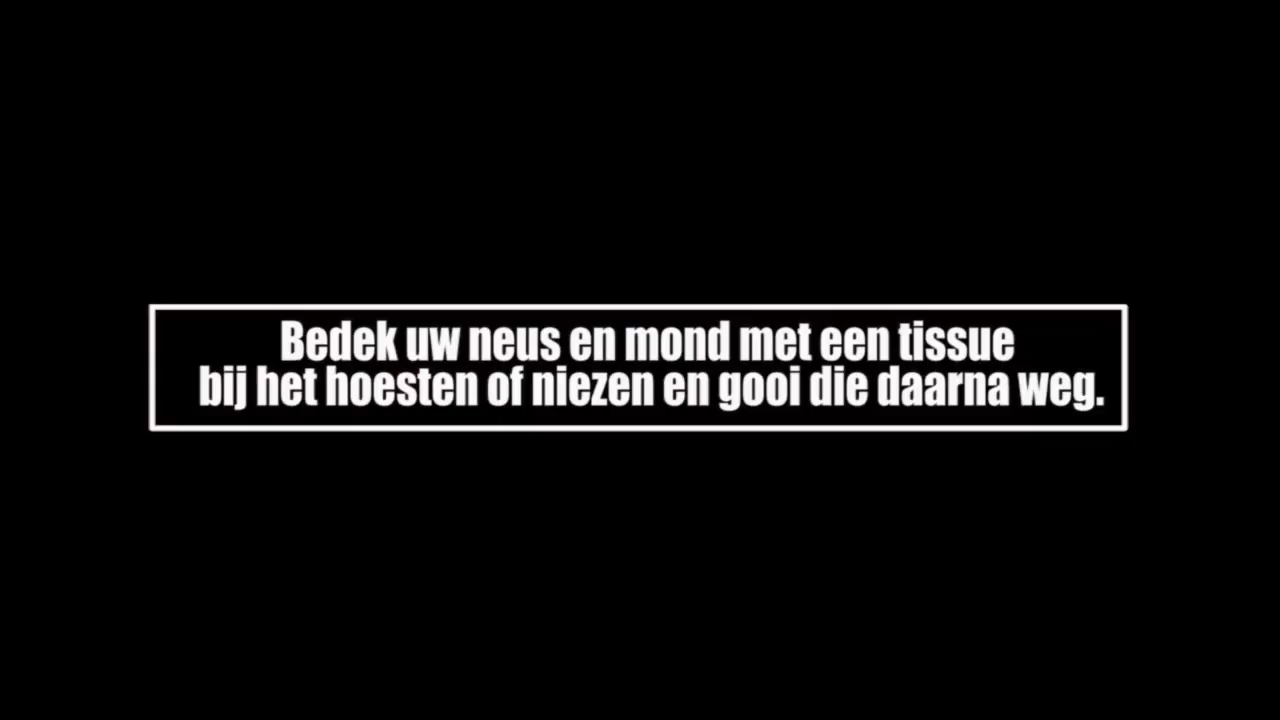 Bedek uw neus en mond met een tissue
bij het hoesten of niezen en gooi die daarna weg.